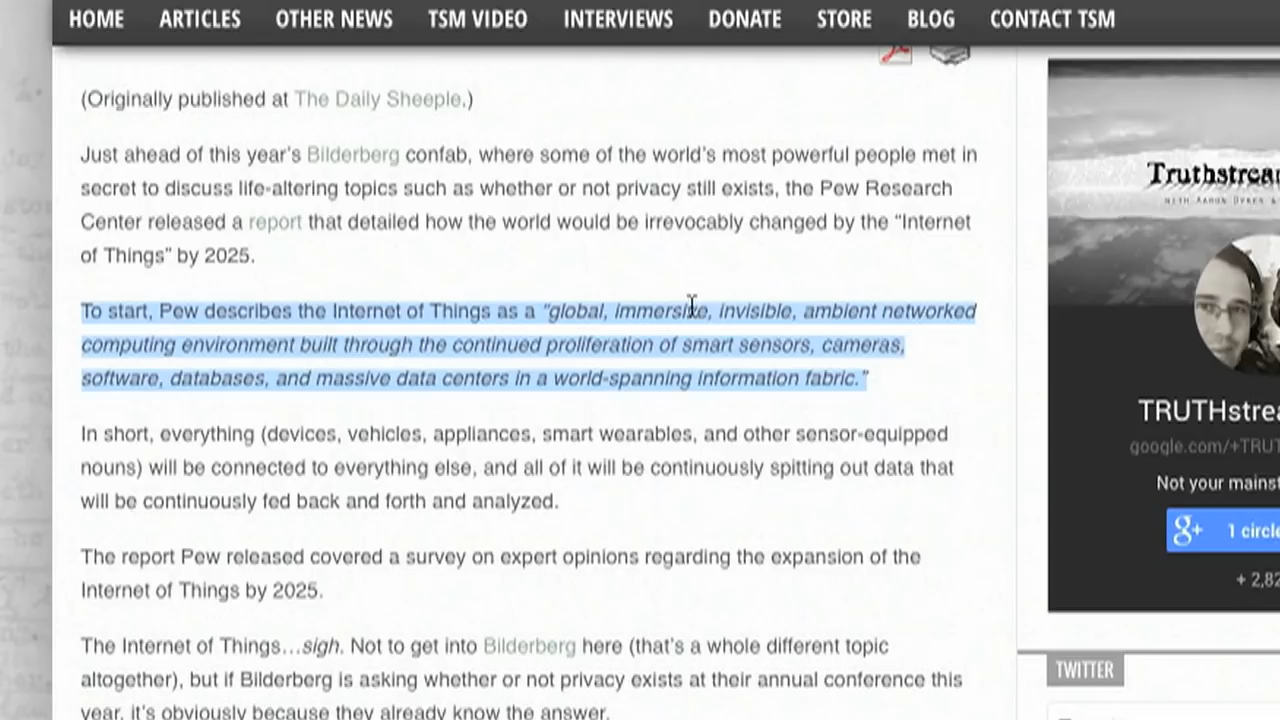 HOME ARTICLES OTHER NEWS TSM VIDEO INTERVIEWS DONATE STORE BLOG CONTACT TSM
(Originally published at The Daily Sheeple.)
Just ahead of this year's Bilderberg confab, where some of the world's most powerful people met in
secret to discuss life-altering topics such as whether or not privacy still exists, the Pew Research
Center released a report that detailed how the world would be irrevocably changed by the “Internet
of Things” by 2025.
To start, Pew describes the Internet of Things as a “global, immersive, invisible, ambient networked
computing environment built through the continued proliferation of smart sensors, cameras,
software, databases, and massive data centers in a world-spanning information fabric.”
In short, everything (devices, vehicles, appliances, smart wearables, and other sensor-equipped
nouns) will be connected to everything else, and all of it will be continuously spitting out data that
will be continuously fed back and forth and analyzed.
The report Pew released covered a survey on expert opinions regarding the expansion of the
Internet of Things by 2025.
The Internet of Things…sigh. Not to get into Bilderberg here (that's a whole different topic
altogether), but if Bilderberg is asking whether or not privacy exists at their annual conference this
year, it's obviously because they already know the answer.
Truthstrea
WITH AARON DYKES &
TRUTHstrea
google.com/+TRUT
Not your mainst
g+ 1 circle
+ 2,82
TWITTER